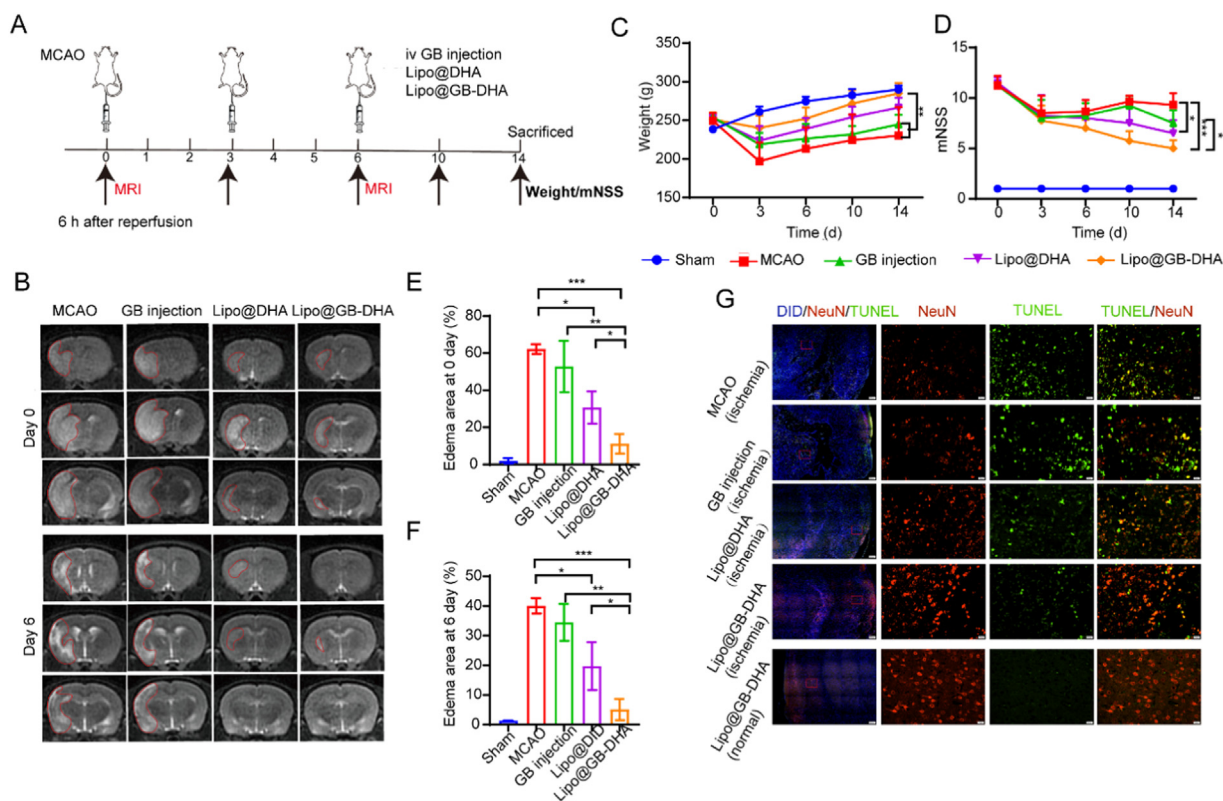 A
MCAO
iv GB injection
Lipo@DHA
Lipo@GB-DHA
Sacrificed
0 1 2 3 4 5 6 10 14
MRI MRI Weight/mNSS
6 h after reperfusion
B
MCAO GB injection Lipo@DHA Lipo@GB-DHA
Day 0
Day 6
C
Weight (g)
300
250
200
150
0 3 6 10 14
Time (d)
**
D
mNSS
15
10
5
0
0 3 6 10 14
Time (d)
*
***
*
Sham MCAO GB injection Lipo@DHA Lipo@GB-DHA
E
Edema area at 0 day (%)
80
60
40
20
0
***
*
**
*
Sham
MCAO
GB injection
Lipo@DHA
Lipo@GB-DHA
F
Edema area at 6 day (%)
50
40
30
20
10
0
***
*
**
*
Sham
MCAO
GB injection
Lipo@DID
Lipo@GB-DHA
G
DID/NeuN/TUNEL NeuN TUNEL TUNEL/NeuN
MCAO
(ischemia)
GB injection
(ischemia)
Lipo@DHA
(ischemia)
Lipo@GB-DHA
(ischemia)
Lipo@GB-DHA
(normal)